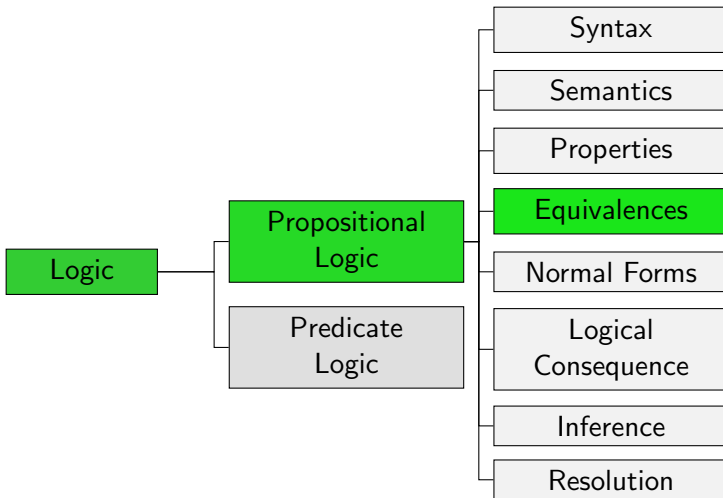 Logic
Propositional
Logic
Predicate
Logic
Syntax
Semantics
Properties
Equivalences
Normal Forms
Logical
Consequence
Inference
Resolution